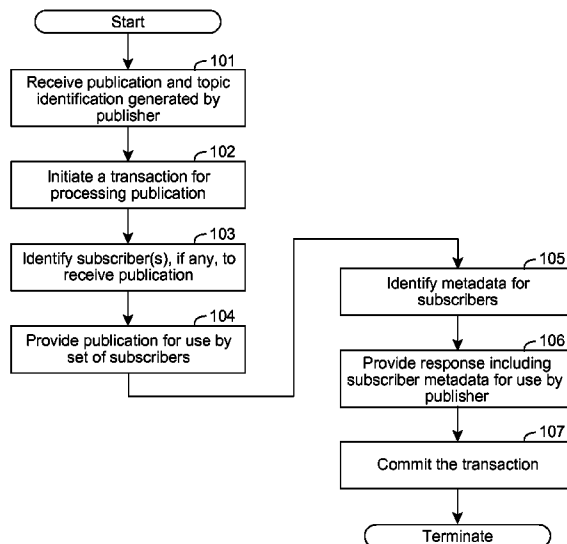 Start
101
Receive publication and topic
identification generated by
publisher
102
Initiate a transaction for
processing publication
103
Identify subscriber(s), if any, to
receive publication
104
Provide publication for use by
set of subscribers
105
Identify metadata for
subscribers
106
Provide response including
subscriber metadata for use by
publisher
107
Commit the transaction
Terminate